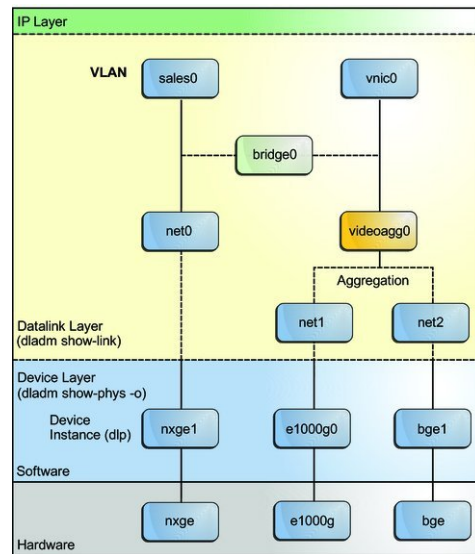 IP Layer
VLAN
sales0
vnic0
bridge0
net0
videoagg0
Aggregation
net1
net2
Datalink Layer
(dladm show-link)
Device Layer
(dladm show-phys -o)
Device
Instance (dlp)
nxge1
e1000g0
bge1
Software
nxge
e1000g
bge
Hardware